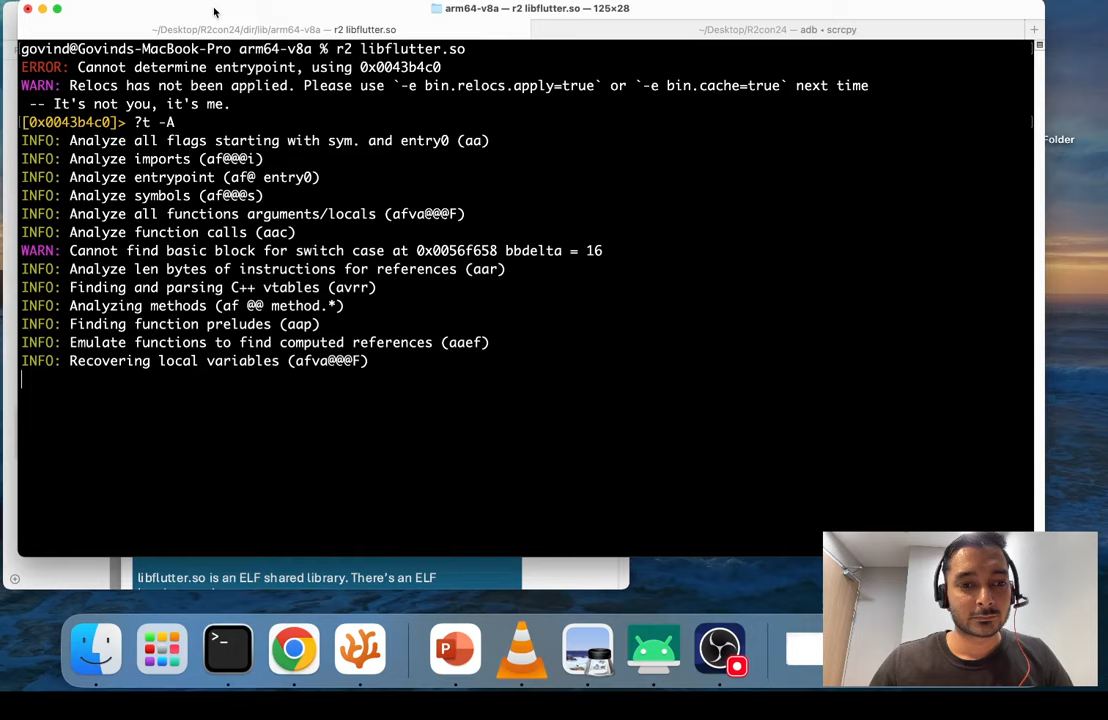 arm64-v8a — r2 libflutter.so — 125×28
~/Desktop/R2con24/dir/lib/arm64-v8a — r2 libflutter.so
~/Desktop/R2con24 — adb • scrcpy
govind@Govinds-MacBook-Pro arm64-v8a % r2 libflutter.so
ERROR: Cannot determine entrypoint, using 0x0043b4c0
WARN: Relocs has not been applied. Please use `-e bin.relocs.apply=true` or `-e bin.cache=true` next time
-- It's not you, it's me.
[[0x0043b4c0]> ?t -A
INFO: Analyze all flags starting with sym. and entry0 (aa)
INFO: Analyze imports (af@@@i)
INFO: Analyze entrypoint (af@ entry0)
INFO: Analyze symbols (af@@@s)
INFO: Analyze all functions arguments/locals (afva@@@F)
INFO: Analyze function calls (aac)
WARN: Cannot find basic block for switch case at 0x0056f658 bbdelta = 16
INFO: Analyze len bytes of instructions for references (aar)
INFO: Finding and parsing C++ vtables (avrr)
INFO: Analyzing methods (af @@ method.*)
INFO: Finding function preludes (aap)
INFO: Emulate functions to find computed references (aaef)
INFO: Recovering local variables (afva@@@F)
Folder
libflutter.so is an ELF shared library. There's an ELF
>_
P